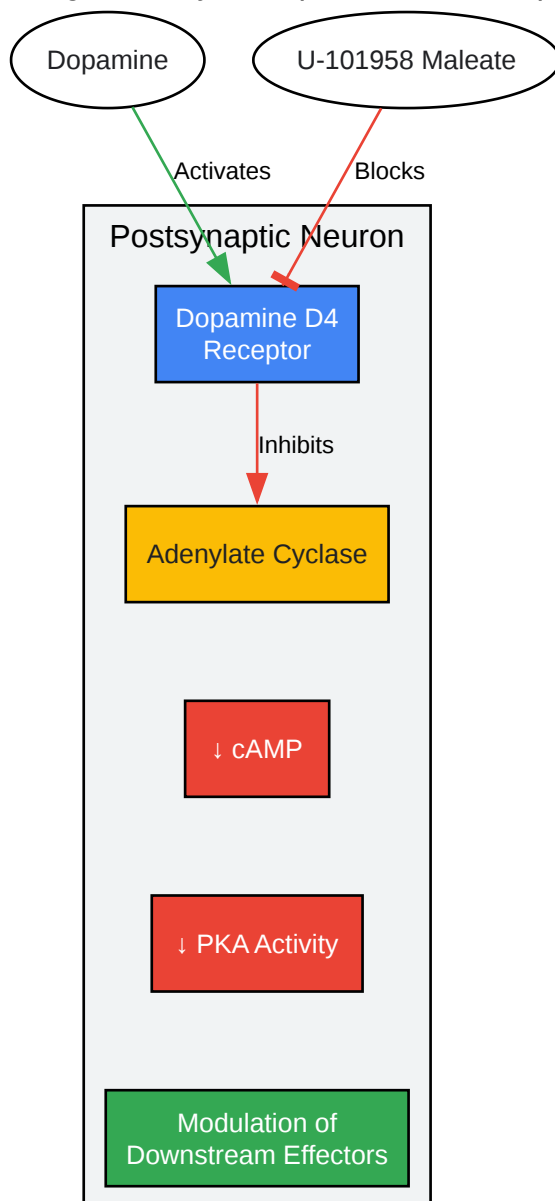 Dopamine
U-101958 Maleate
Activates
Blocks
Postsynaptic Neuron
Dopamine D4
Receptor
Inhibits
Adenylate Cyclase
↓ cAMP
↓ PKA Activity
Modulation of
Downstream Effectors